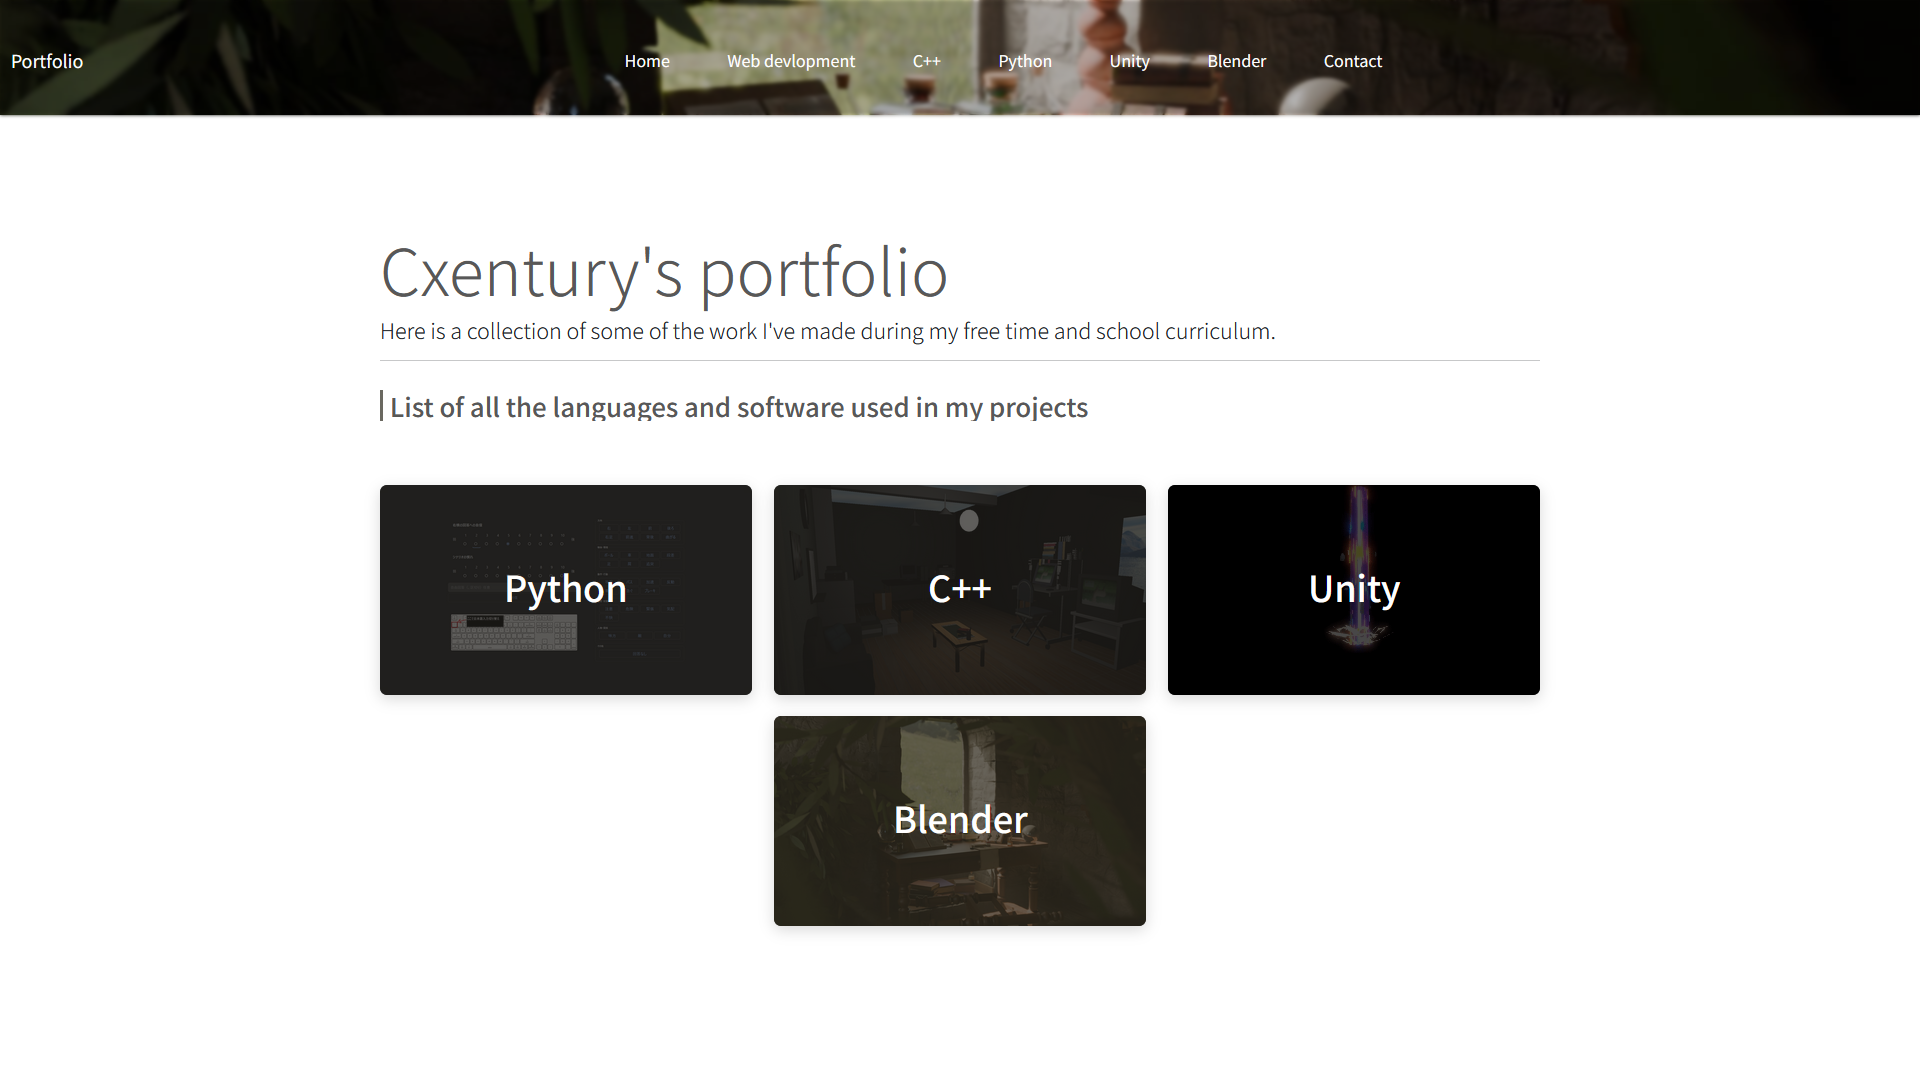 Portfolio
Home Web devlopment C++ Python Unity Blender Contact
Cxentury's portfolio
Here is a collection of some of the work I've made during my free time and school curriculum.
List of all the languages and software used in my projects
Python C++ Unity
Blender